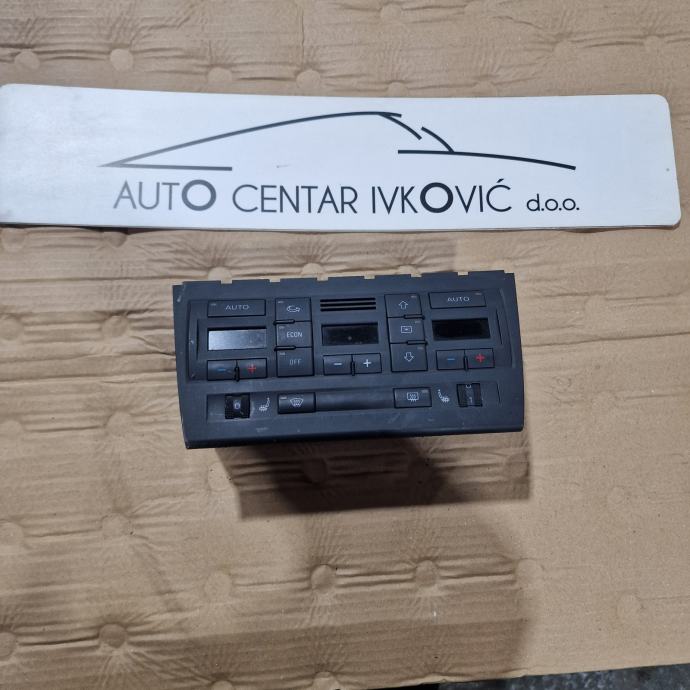 AUTO CENTAR IVKOVIĆ d.o.o.
AUTO AUTO
ECON
OFF
- + - + - +